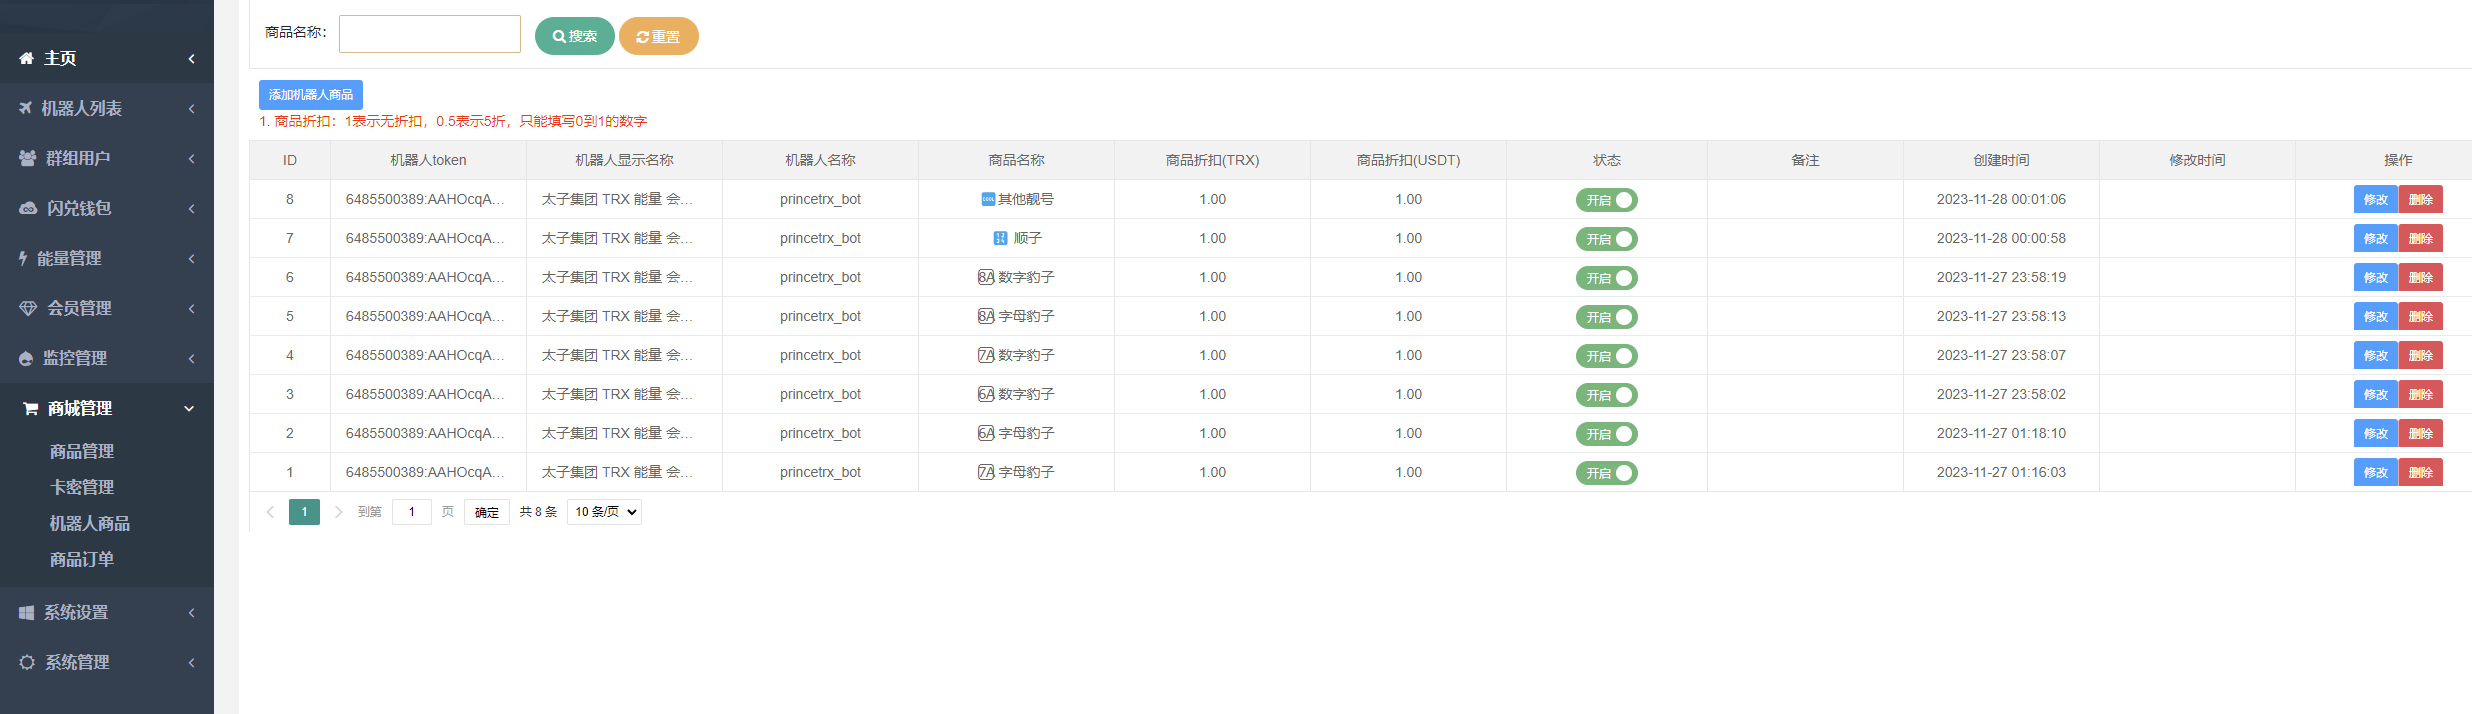 商品名称：
搜索
重置
添加机器人商品
1. 商品折扣：1表示无折扣，0.5表示5折，只能填写0到1的数字
主页
机器人列表
群组用户
闪兑钱包
能量管理
会员管理
监控管理
商城管理
商品管理
卡密管理
机器人商品
商品订单
系统设置
系统管理
ID 机器人token 机器人显示名称 机器人名称 商品名称 商品折扣(TRX) 商品折扣(USDT) 状态 备注 创建时间 修改时间 操作
8 6485500389:AAHOcqA... 太子集团 TRX 能量 会... princetrx_bot 🆒其他靓号 1.00 1.00 开启 2023-11-28 00:01:06 修改 删除
7 6485500389:AAHOcqA... 太子集团 TRX 能量 会... princetrx_bot 🔢 顺子 1.00 1.00 开启 2023-11-28 00:00:58 修改 删除
6 6485500389:AAHOcqA... 太子集团 TRX 能量 会... princetrx_bot 8A 数字豹子 1.00 1.00 开启 2023-11-27 23:58:19 修改 删除
5 6485500389:AAHOcqA... 太子集团 TRX 能量 会... princetrx_bot 8A 字母豹子 1.00 1.00 开启 2023-11-27 23:58:13 修改 删除
4 6485500389:AAHOcqA... 太子集团 TRX 能量 会... princetrx_bot 7A 数字豹子 1.00 1.00 开启 2023-11-27 23:58:07 修改 删除
3 6485500389:AAHOcqA... 太子集团 TRX 能量 会... princetrx_bot 6A 数字豹子 1.00 1.00 开启 2023-11-27 23:58:02 修改 删除
2 6485500389:AAHOcqA... 太子集团 TRX 能量 会... princetrx_bot 6A 字母豹子 1.00 1.00 开启 2023-11-27 01:18:10 修改 删除
1 6485500389:AAHOcqA... 太子集团 TRX 能量 会... princetrx_bot 7A 字母豹子 1.00 1.00 开启 2023-11-27 01:16:03 修改 删除
1 到第 1 页 确定 共 8 条 10 条/页